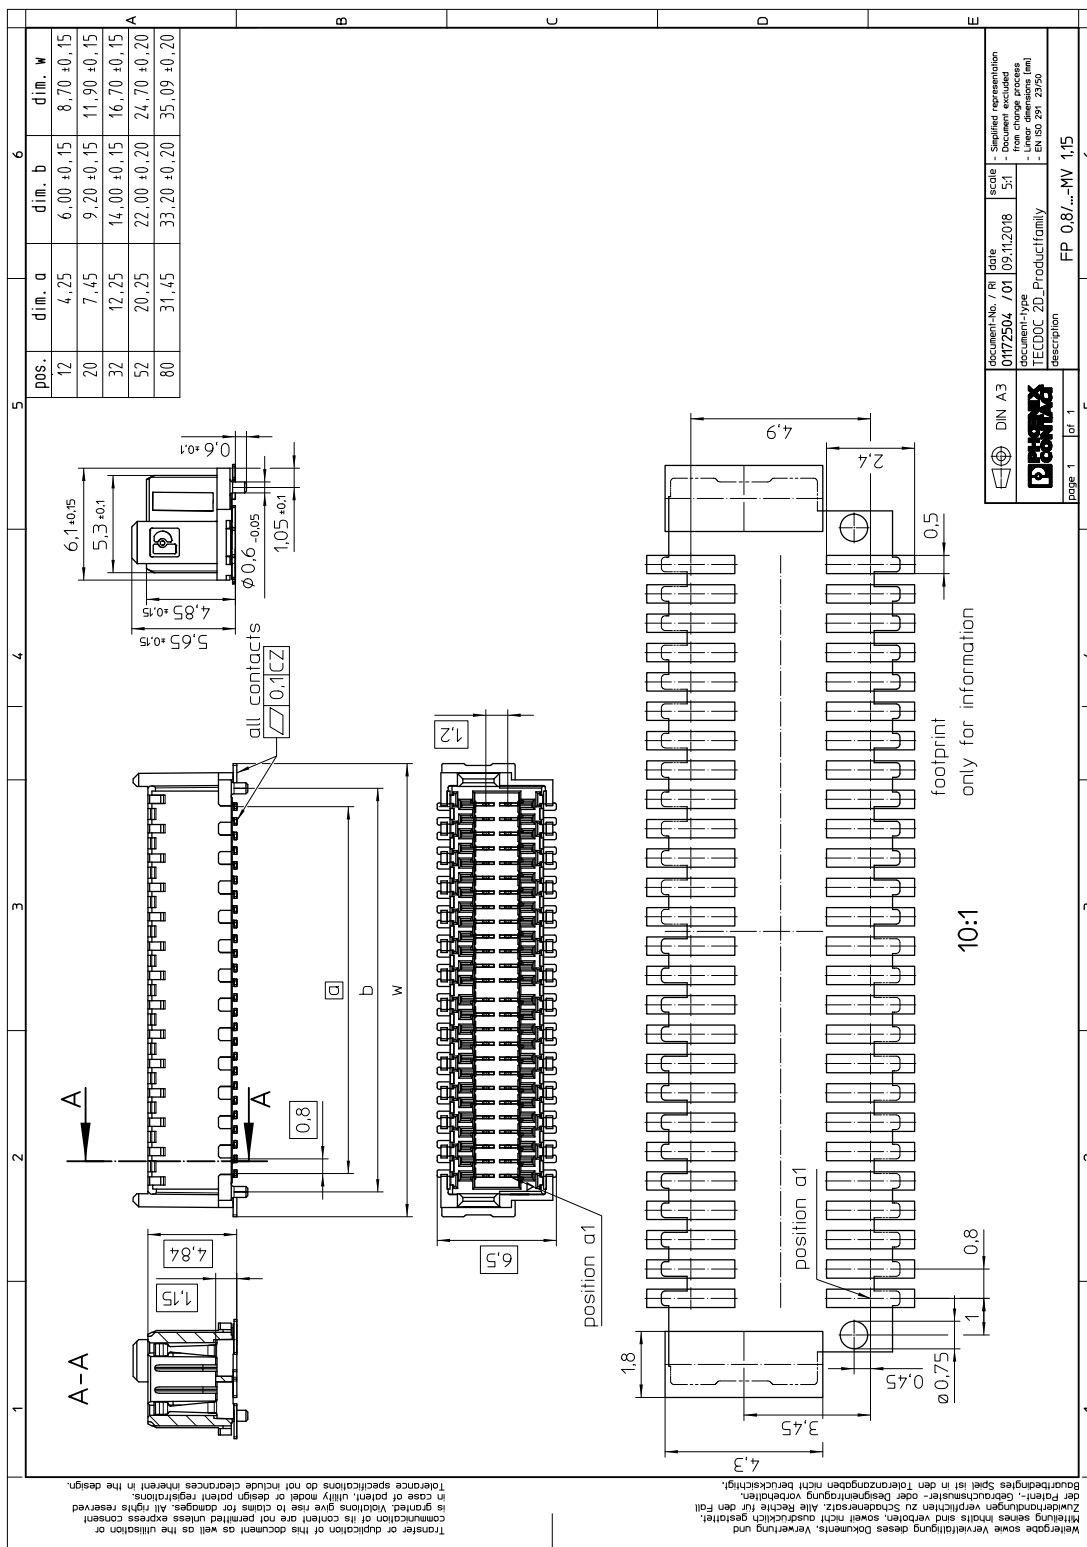 1
2
3
4
5
6
A
B
C
D
E
pos. dim. a dim. b dim. w
12 4,25 6,00 ±0,15 8,70 ±0,15
20 7,45 9,20 ±0,15 11,90 ±0,15
32 12,25 14,00 ±0,15 16,70 ±0,15
52 20,25 22,00 ±0,20 24,70 ±0,20
80 31,45 33,20 ±0,20 35,09 ±0,20
A-A
1,15
4,84
A
A
0,8
a
b
w
all contacts
0,1CZ
5,65 ±0,15
4,85 ±0,15
6,1 ±0,15
5,3 ±0,1
0,6 ±0,1
Ø0,6 -0,05
1,05 ±0,1
6,5
position a1
1,2
4,3
3,45
1,8
0,45
Ø0,75
1
0,8
position a1
10:1
footprint
only for information
0,5
2,4
4,9
DIN A3
PHOENIX
CONTACT
page 1 of 1
document-No. / RI
01172504 /01
date
09.11.2018
scale
5:1
- Simplified representation
- Document excluded
from change process
- Linear dimensions [mm]
- EN ISO 291 23/50
document-type
TECDOC 2D_Productfamily
description
FP 0,8/...-MV 1,15
Transfer or duplication of this document as well as the utilisation or
communication of its content are not permitted unless express consent
is granted. Violations give rise to claims for damages. All rights reserved
in case of patent, utility model or design patent registrations.
Tolerance specifications do not include clearances inherent in the design.
Weitergabe sowie Vervielfältigung dieses Dokuments, Verwertung und
Mitteilung seines Inhalts sind verboten, soweit nicht ausdrücklich gestattet.
Zuwiderhandlungen verpflichten zu Schadenersatz. Alle Rechte für den Fall
der Patent-, Gebrauchsmuster- oder Designeintragung vorbehalten.
Bauartbedingtes Spiel ist in den Toleranzangaben nicht berücksichtigt.